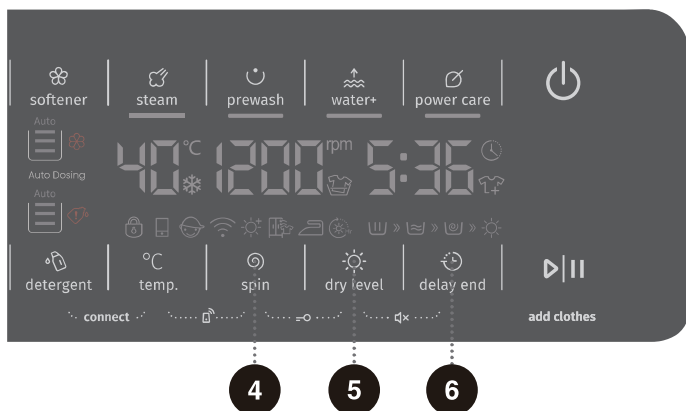 softener steam prewash water+ power care
Auto
40 °C 1200 rpm 5:36
Auto Dosing
Auto
detergent °C temp. spin dry level delay end
connect add clothes
4 5 6